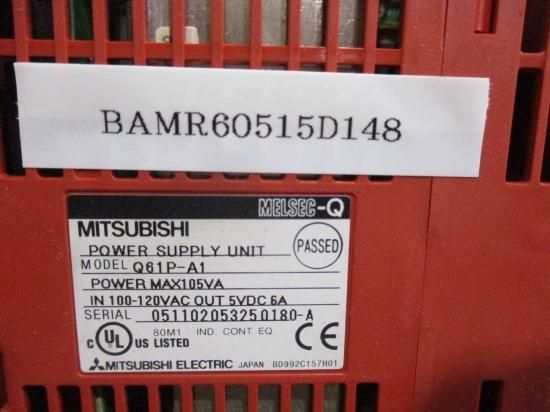 BAMR60515D148
MELSEC-Q
MITSUBISHI
POWER SUPPLY UNIT
PASSED
MODEL Q61P-A1
POWER MAX105VA
IN 100-120VAC OUT 5VDC 6A
SERIAL 051102053250180-A
80M1 IND. CONT. EQ.
C UL US LISTED CE
MITSUBISHI ELECTRIC JAPAN BD992C157H01